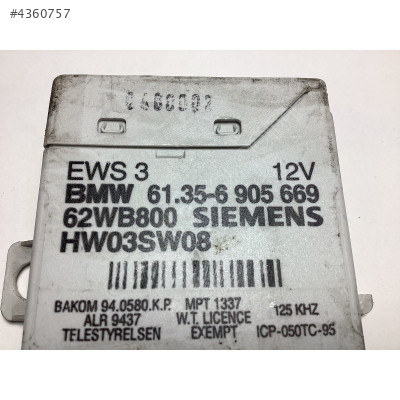 #4360757
EWS 3 12V
BMW 61.35-6 905 669
62WB800 SIEMENS
HW03SW08
BAKOM 94.0580.K.P. MPT 1337 125 KHZ
ALR 9437 W.T. LICENCE
TELESTYRELSEN EXEMPT ICP-050TC-95